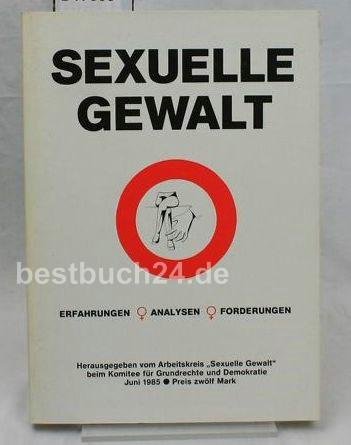 SEXUELLE
GEWALT
bestbuch24.de
ERFAHRUNGEN ♀ ANALYSEN ♀ FORDERUNGEN
Herausgegeben vom Arbeitskreis „Sexuelle Gewalt"
beim Komitee für Grundrechte und Demokratie
Juni 1985 ● Preis zwölf Mark